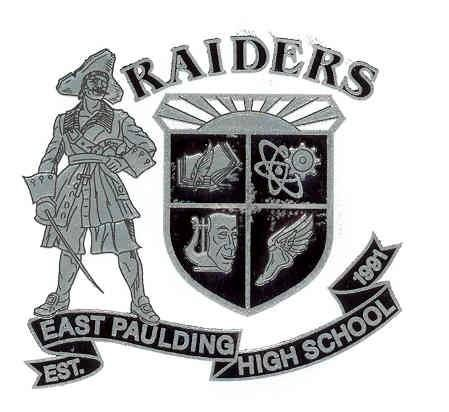 RAIDERS
EAST PAULDING HIGH SCHOOL
EST. 1991